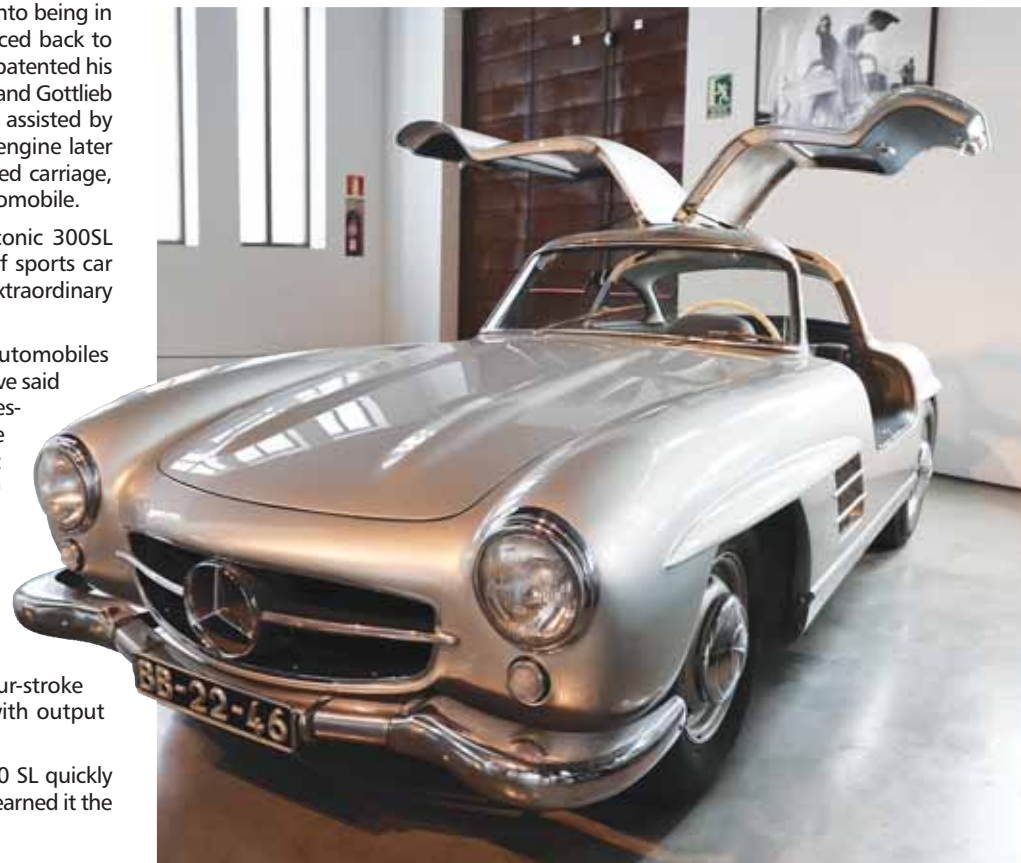 nto being in
ced back to
patented his
and Gottlieb
assisted by
engine later
ed carriage,
omobile.
conic 300SL
f sports car
xtraordinary
utomobiles
ve said
es-
e
ur-stroke
with output
0 SL quickly
earned it the
BB-22-46